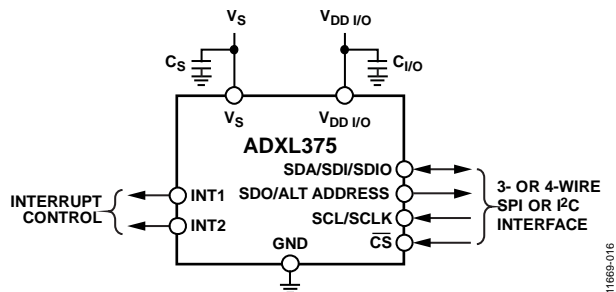 VS
VDD I/O
CS
CI/O
VS
VDD I/O
ADXL375
SDA/SDI/SDIO
SDO/ALT ADDRESS
SCL/SCLK
CS
INT1
INT2
GND
INTERRUPT
CONTROL
3- OR 4-WIRE
SPI OR I2C
INTERFACE
11669-016